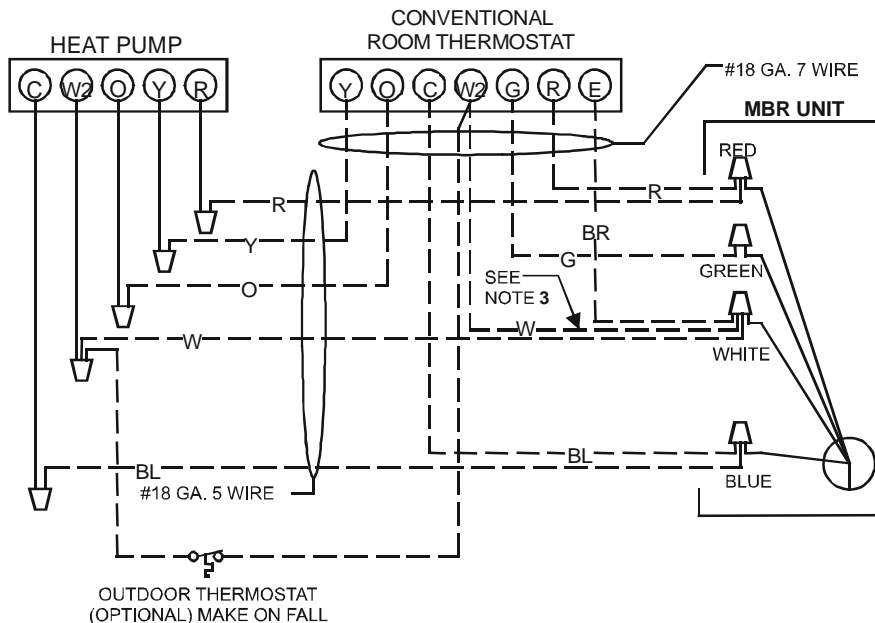 CONVENTIONAL
ROOM THERMOSTAT
HEAT PUMP
C W2 O Y R
Y O C W2 G R E
#18 GA. 7 WIRE
MBR UNIT
RED
R
R
BR
Y
G
GREEN
SEE
NOTE 3
O
W
W
WHITE
BL
BL
BLUE
#18 GA. 5 WIRE
OUTDOOR THERMOSTAT
(OPTIONAL) MAKE ON FALL